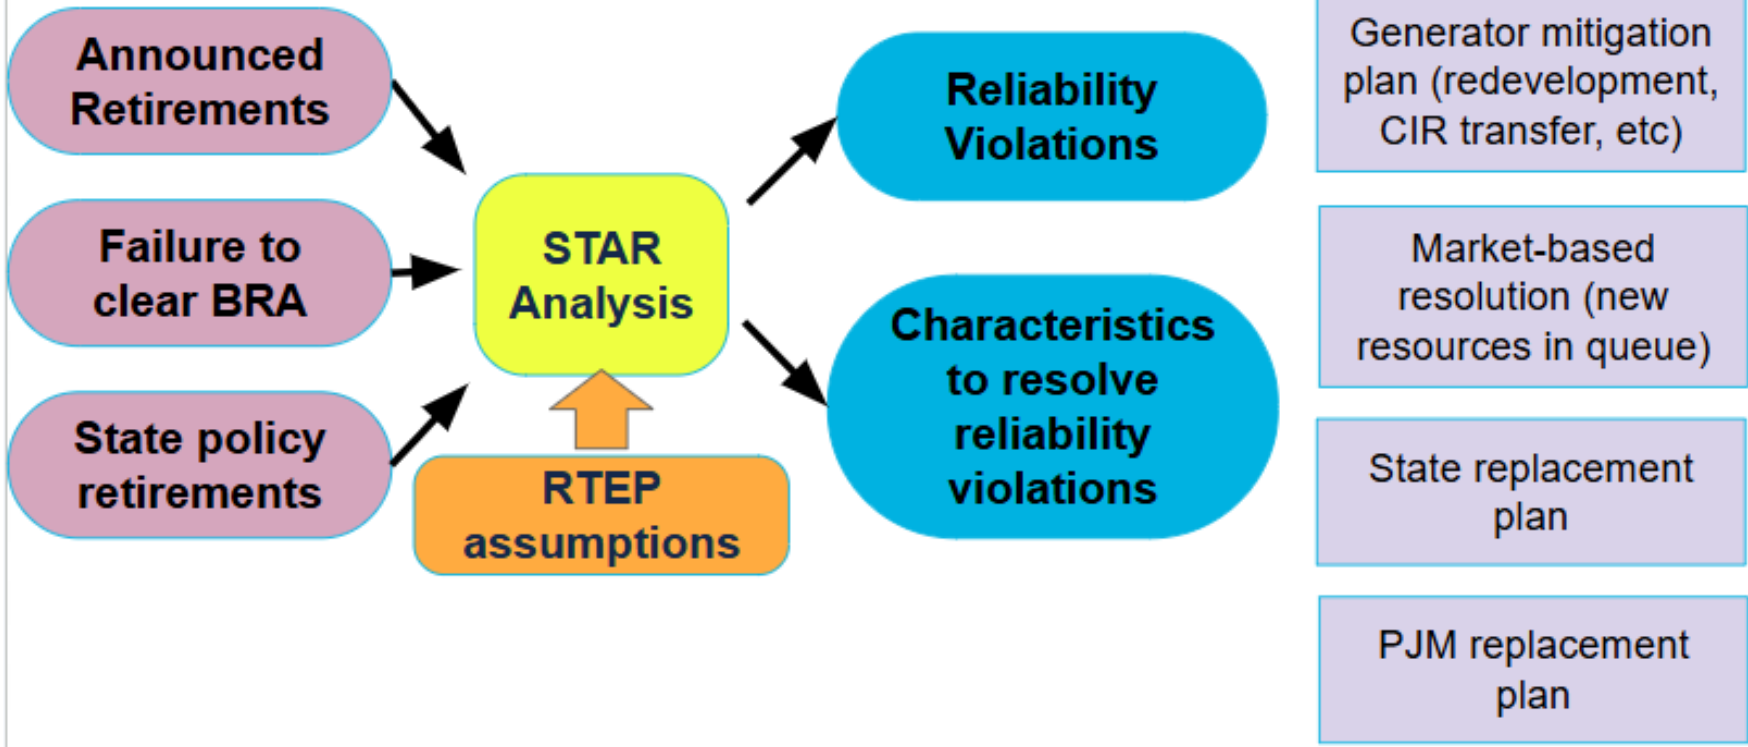 Announced
Retirements
Failure to
clear BRA
State policy
retirements
STAR
Analysis
RTEP
assumptions
Reliability
Violations
Characteristics
to resolve
reliability
violations
Generator mitigation
plan (redevelopment,
CIR transfer, etc)
Market-based
resolution (new
resources in queue)
State replacement
plan
PJM replacement
plan